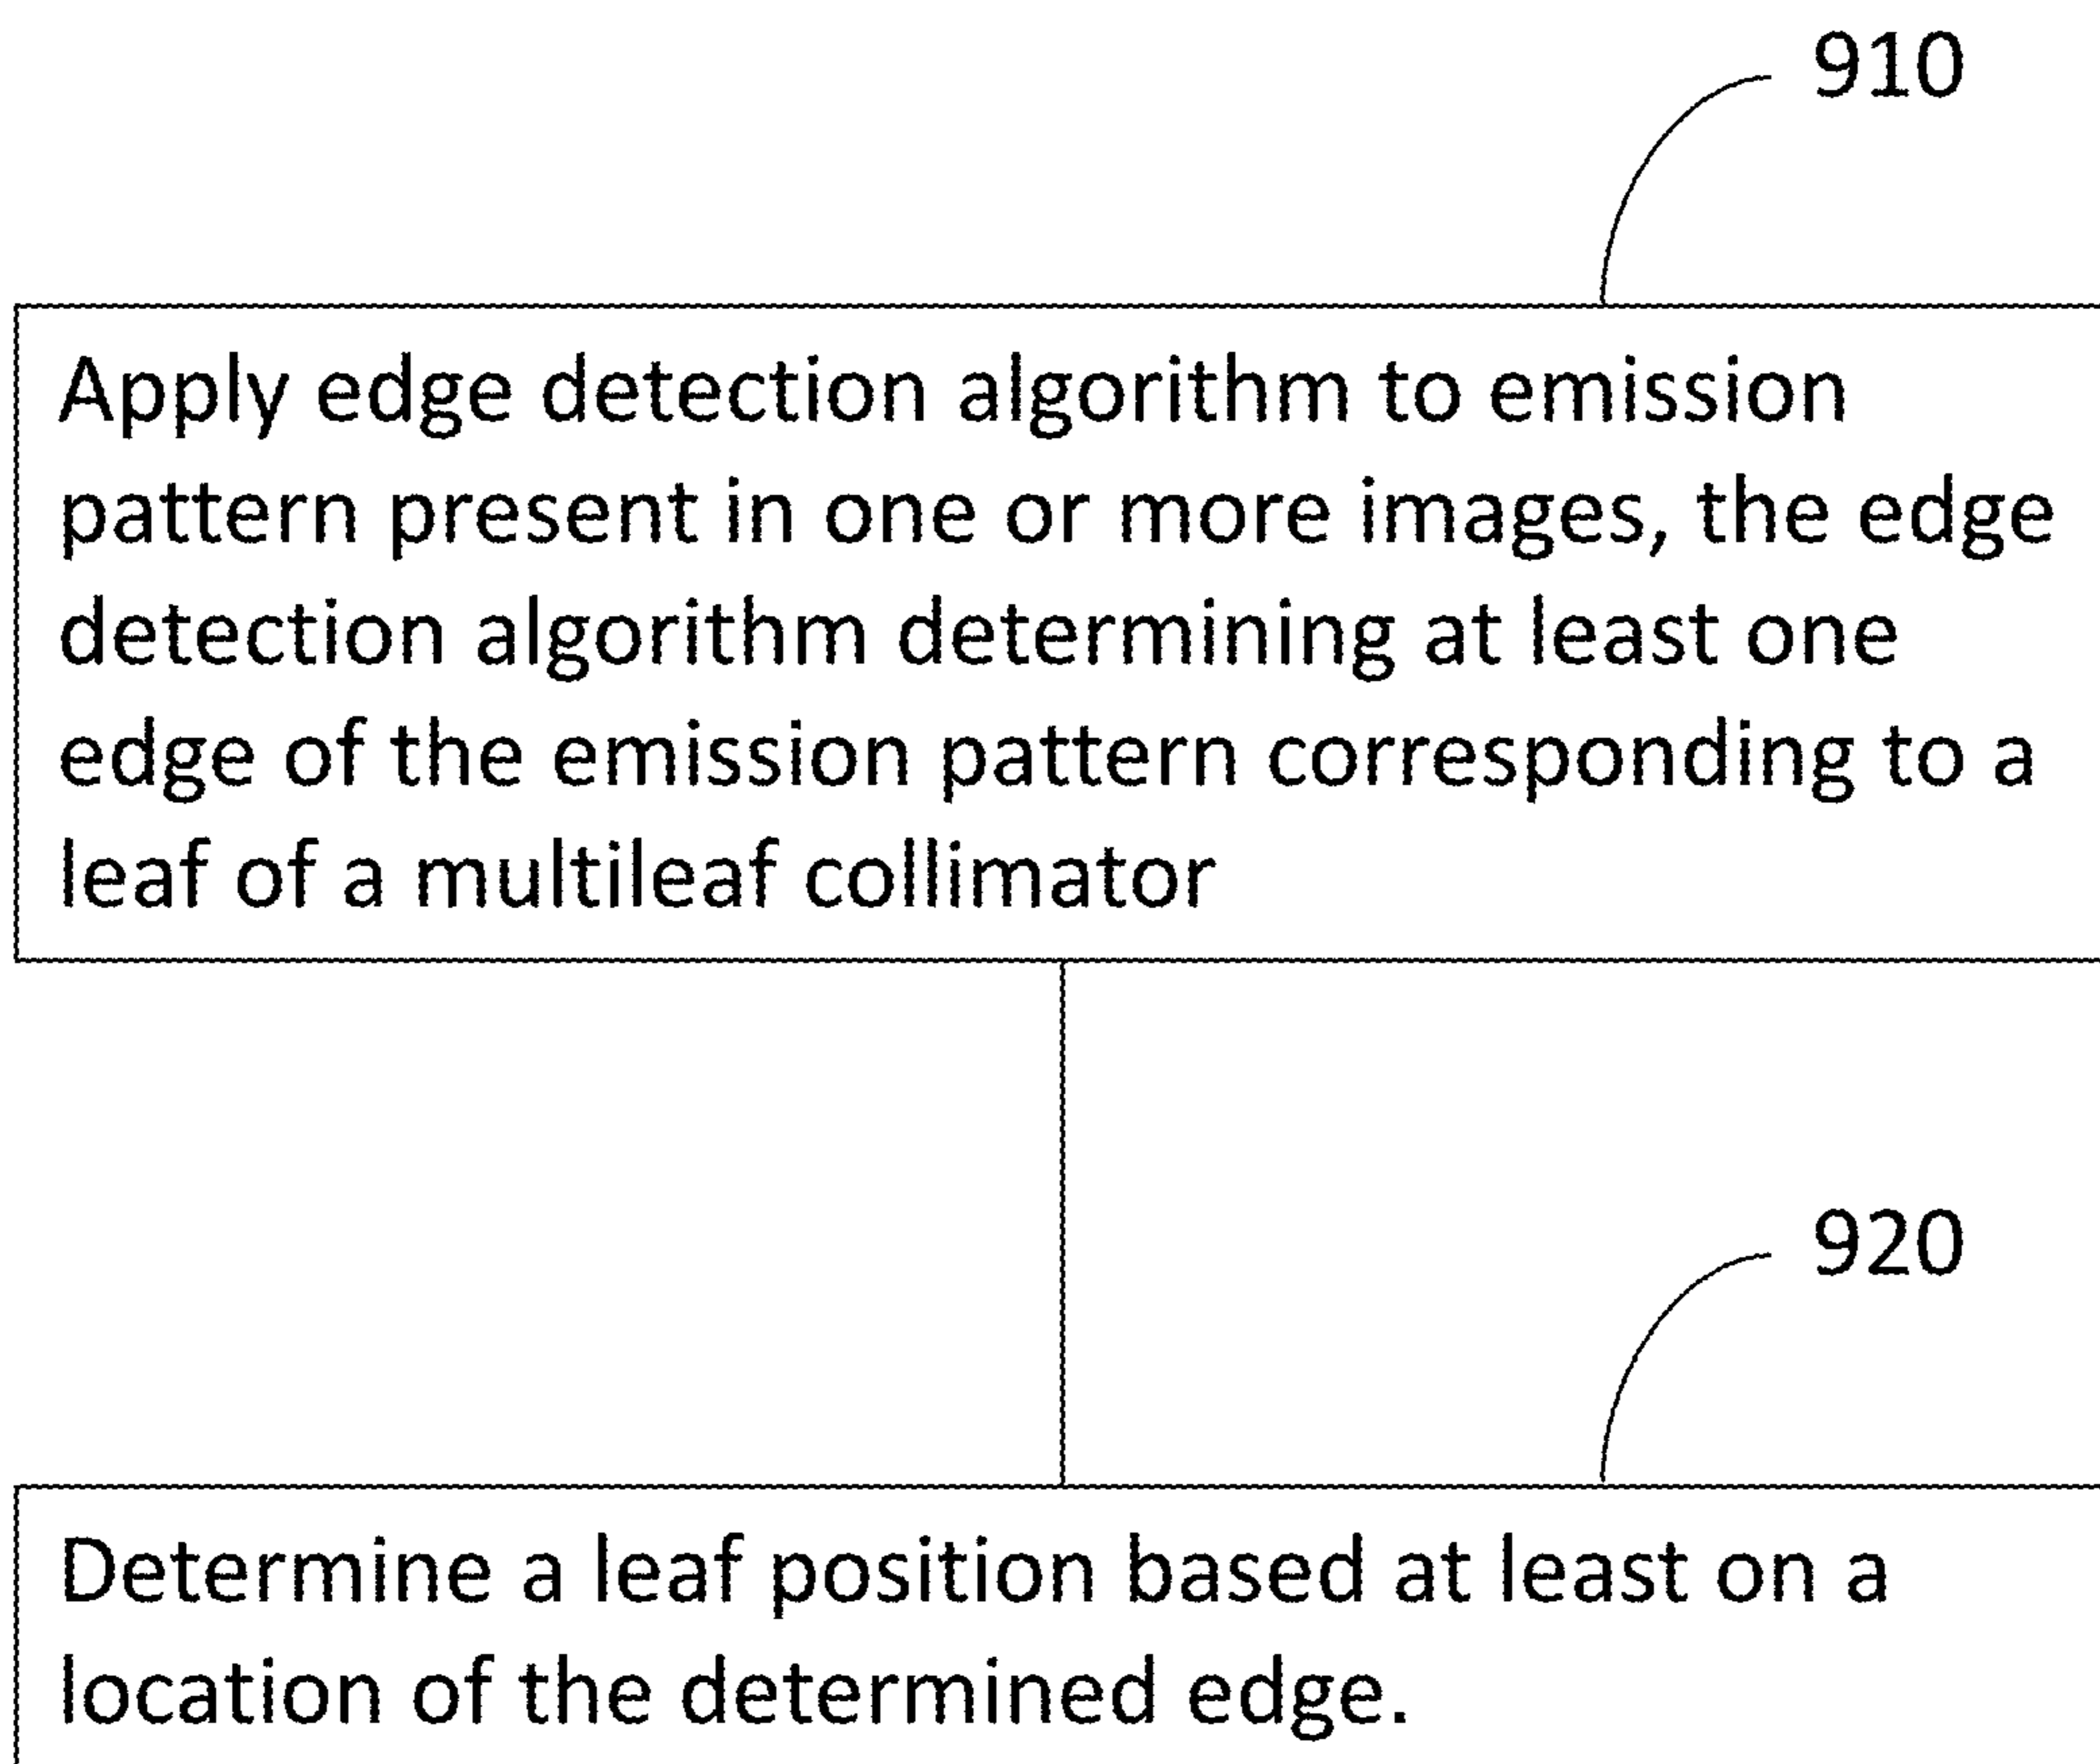 910
Apply edge detection algorithm to emission
pattern present in one or more images, the edge
detection algorithm determining at least one
edge of the emission pattern corresponding to a
leaf of a multileaf collimator
920
Determine a leaf position based at least on a
location of the determined edge.